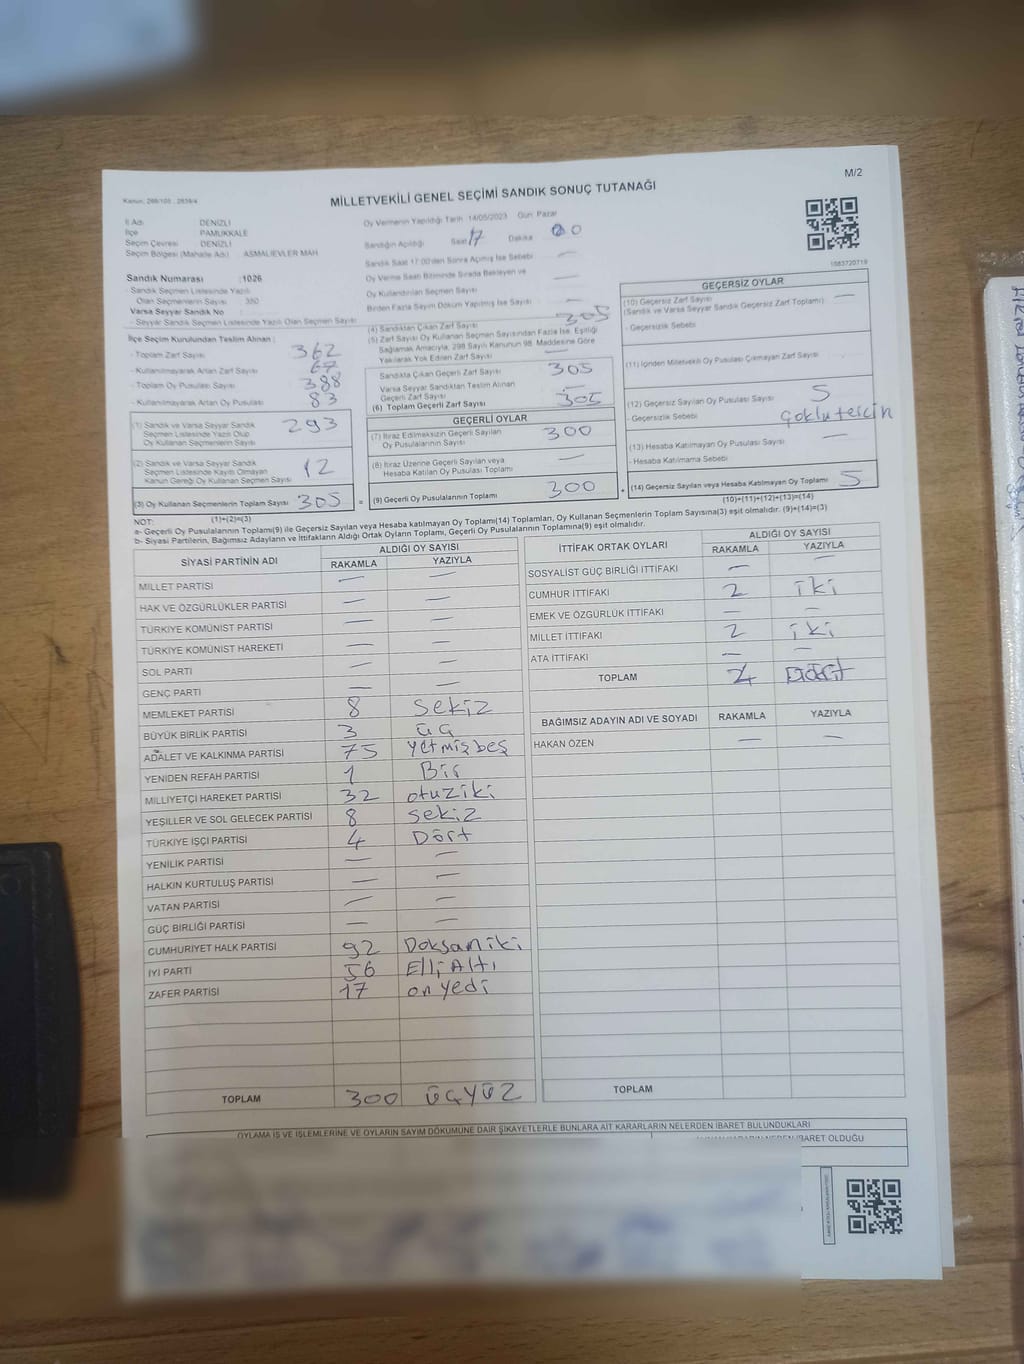 M/2
Kanun: 298/105 , 2839/4
MİLLETVEKİLİ GENEL SEÇİMİ SANDIK SONUÇ TUTANAĞI
İl Adı DENİZLİ
İlçe PAMUKKALE
Seçim Çevresi DENİZLİ
Seçim Bölgesi (Mahalle Adı) ASMALIEVLER MAH
Oy Vermenin Yapıldığı Tarih 14/05/2023 Gün: Pazar
Sandığın Açıldığı Saat 17 Dakika 00
Sandık Saat 17:00'den Sonra Açılmış İse Sebebi —
Oy Verme Saati Bitiminde Sırada Bekleyen ve
Oy Kullandırılan Seçmen Sayısı —
Birden Fazla Sayım Döküm Yapılmış İse Sayısı —
1683720719
Sandık Numarası :1026
- Sandık Seçmen Listesinde Yazılı
Olan Seçmenlerin Sayısı : 350
Varsa Seyyar Sandık No
- Seyyar Sandık Seçmen Listesinde Yazılı Olan Seçmen Sayısı
İlçe Seçim Kurulundan Teslim Alınan :
- Toplam Zarf Sayısı 362
- Kullanılmayarak Artan Zarf Sayısı 67
- Toplam Oy Pusulası Sayısı 388
- Kullanılmayarak Artan Oy Pusulası 83
(1) Sandık ve Varsa Seyyar Sandık
Seçmen Listesinde Yazılı Olup
Oy Kullanan Seçmenlerin Sayısı 293
(2) Sandık ve Varsa Seyyar Sandık
Seçmen Listesinde Kayıtlı Olmayan
Kanun Gereği Oy Kullanan Seçmen Sayısı 12
(3) Oy Kullanan Seçmenlerin Toplam Sayısı 305 =
(1)+(2)=(3)
(4) Sandıktan Çıkan Zarf Sayısı 305
(5) Zarf Sayısı Oy Kullanan Seçmen Sayısından Fazla İse, Eşitliği
Sağlamak Amacıyla, 298 Sayılı Kanunun 98. Maddesine Göre
Yakılarak Yok Edilen Zarf Sayısı —
Sandıkta Çıkan Geçerli Zarf Sayısı 305
Varsa Seyyar Sandıktan Teslim Alınan
Geçerli Zarf Sayısı —
(6) Toplam Geçerli Zarf Sayısı 305
GEÇERLİ OYLAR
(7) İtiraz Edilmeksizin Geçerli Sayılan
Oy Pusulalarının Sayısı 300
(8) İtiraz Üzerine Geçerli Sayılan veya
Hesaba Katılan Oy Pusulası Toplamı —
(9) Geçerli Oy Pusulalarının Toplamı 300 +
GEÇERSİZ OYLAR
(10) Geçersiz Zarf Sayısı —
(Sandık ve Varsa Seyyar Sandık Geçersiz Zarf Toplamı)
- Geçersizlik Sebebi
(11) İçinden Milletvekili Oy Pusulası Çıkmayan Zarf Sayısı
(12) Geçersiz Sayılan Oy Pusulası Sayısı 5
- Geçersizlik Sebebi çoklu tercin
(13) Hesaba Katılmayan Oy Pusulası Sayısı —
- Hesaba Katılmama Sebebi
(14) Geçersiz Sayılan veya Hesaba Katılmayan Oy Toplamı 5
(10)+(11)+(12)+(13)=(14)
NOT:
a- Geçerli Oy Pusulalarının Toplamı(9) ile Geçersiz Sayılan veya Hesaba katılmayan Oy Toplamı(14) Toplamları, Oy Kullanan Seçmenlerin Toplam Sayısına(3) eşit olmalıdır. (9)+(14)=(3)
b- Siyasi Partilerin, Bağımsız Adayların ve İttifakların Aldığı Ortak Oyların Toplamı, Geçerli Oy Pusulalarının Toplamına(9) eşit olmalıdır.
SİYASİ PARTİNİN ADI ALDIĞI OY SAYISI
RAKAMLA YAZIYLA
MİLLET PARTİSİ — —
HAK VE ÖZGÜRLÜKLER PARTİSİ — —
TÜRKİYE KOMÜNİST PARTİSİ — —
TÜRKİYE KOMÜNİST HAREKETİ — —
SOL PARTİ — —
GENÇ PARTİ — —
MEMLEKET PARTİSİ 8 sekiz
BÜYÜK BİRLİK PARTİSİ 3 üç
ADALET VE KALKINMA PARTİSİ 75 yetmişbeş
YENİDEN REFAH PARTİSİ 1 Bir
MİLLİYETÇİ HAREKET PARTİSİ 32 otuziki
YEŞİLLER VE SOL GELECEK PARTİSİ 8 sekiz
TÜRKİYE İŞÇİ PARTİSİ 4 Dört
YENİLİK PARTİSİ — —
HALKIN KURTULUŞ PARTİSİ — —
VATAN PARTİSİ — —
GÜÇ BİRLİĞİ PARTİSİ — —
CUMHURİYET HALK PARTİSİ 92 Doksaniki
İYİ PARTİ 56 Elli Altı
ZAFER PARTİSİ 17 on yedi
TOPLAM 300 üçyüz
İTTİFAK ORTAK OYLARI ALDIĞI OY SAYISI
RAKAMLA YAZIYLA
SOSYALİST GÜÇ BİRLİĞİ İTTİFAKI — —
CUMHUR İTTİFAKI 2 iki
EMEK VE ÖZGÜRLÜK İTTİFAKI — —
MİLLET İTTİFAKI 2 iki
ATA İTTİFAKI — —
TOPLAM 4 Dört
BAĞIMSIZ ADAYIN ADI VE SOYADI RAKAMLA YAZIYLA
HAKAN ÖZEN — —
TOPLAM
OYLAMA İŞ VE İŞLEMLERİNE VE OYLARIN SAYIM DÖKÜMÜNE DAİR ŞİKAYETLERLE BUNLARA AİT KARARLARIN NELERDEN İBARET BULUNDUKLARI
İBARET OLDUĞU